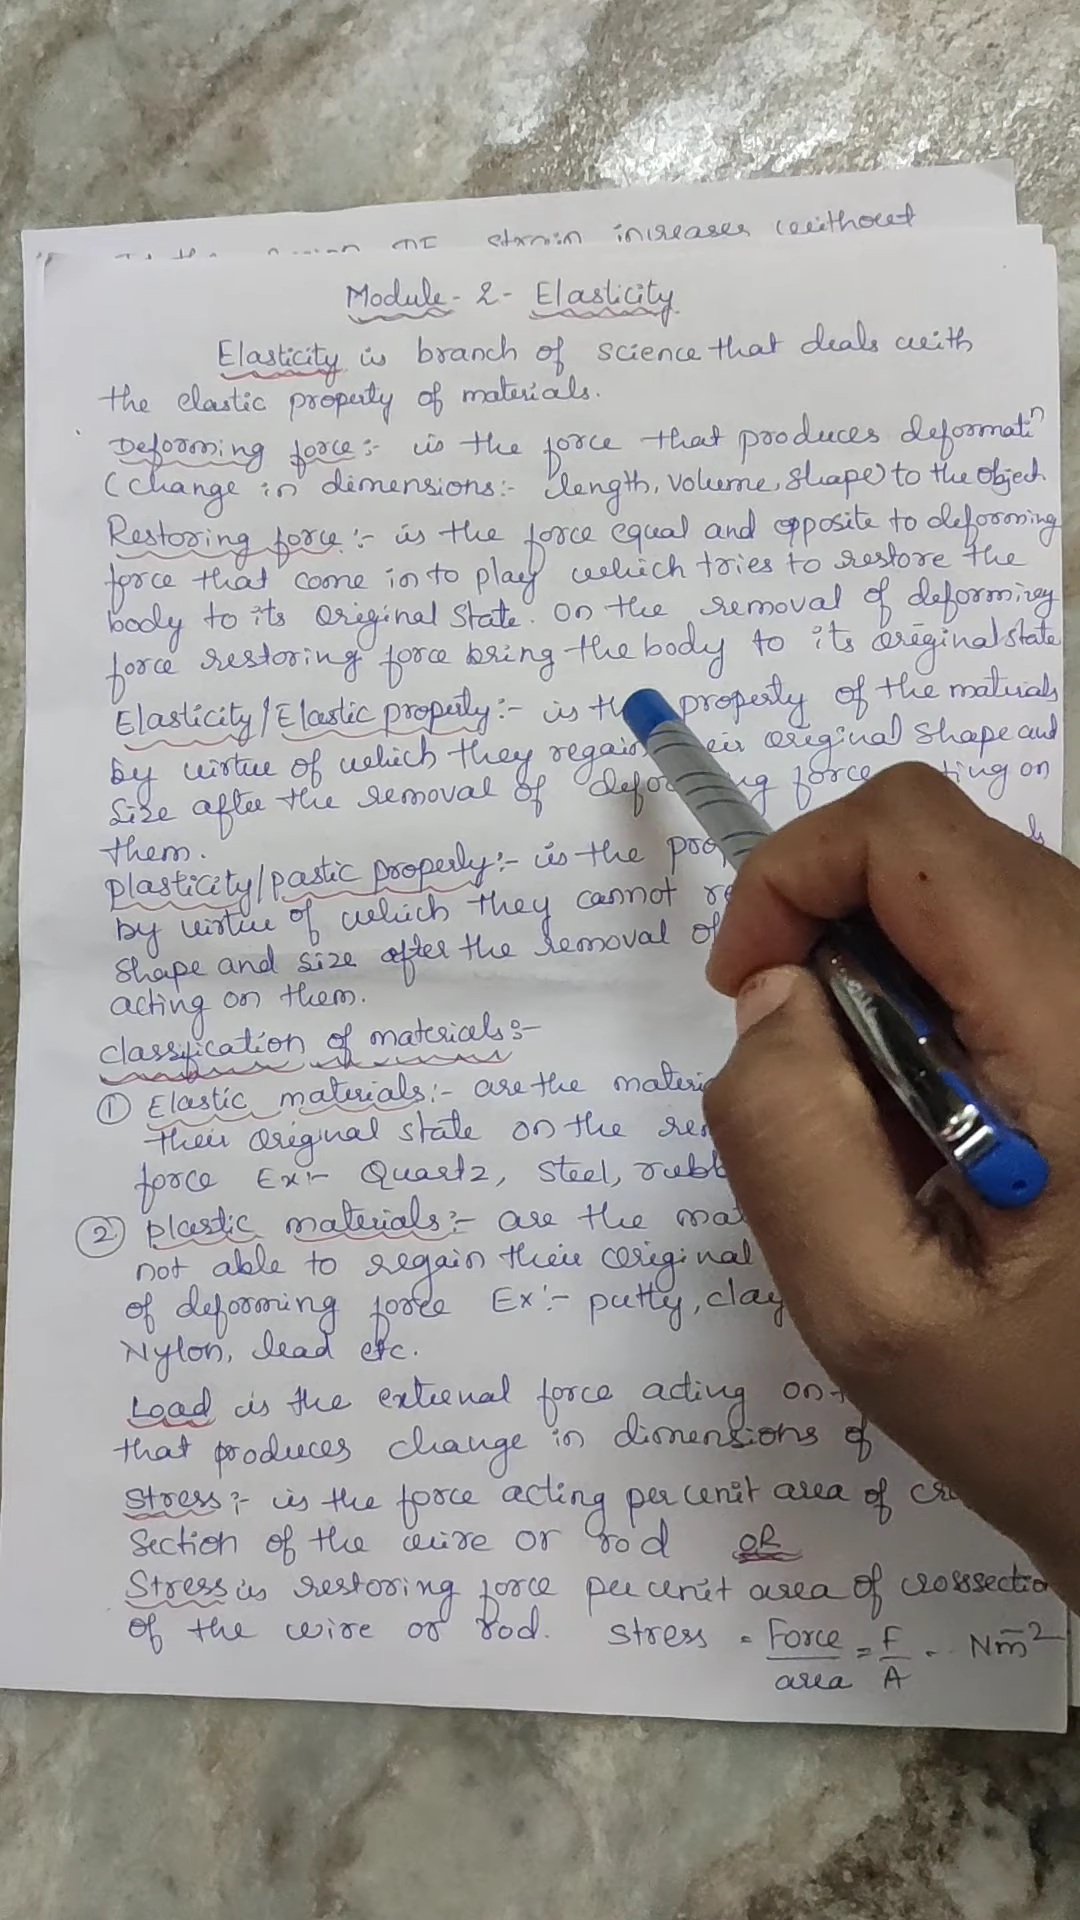 strain increases without
Module - 2 - Elasticity
Elasticity is branch of science that deals with
the elastic property of materials.
Deforming force:- is the force that produces deformatiⁿ
(change in dimensions:- length, volume, shape) to the object.
Restoring force:- is the force equal and opposite to deforming
force that come in to play which tries to restore the
body to its original state. On the removal of deforming
force restoring force bring the body to its original state
Elasticity/Elastic property:- is the property of the materials
by virtue of which they regain original shape and
size after the removal of force on
them.
Plasticity/pastic property:- is the
by virtue of which they cannot
shape and size after the removal of
acting on them.
classification of materials:-
① Elastic materials:- are the
their original state on the
force Ex:- Quartz, steel,
② plastic materials:- are the
not able to regain their original
of deforming force Ex:- putty, clay
Nylon, lead etc.
Load is the external force acting on
that produces change in dimensions of
Stress:- is the force acting per unit area of
section of the wire or rod OR
Stress is restoring force per unit area of crosssection
of the wire or rod. Stress = Force/area = F/A .. Nm⁻²